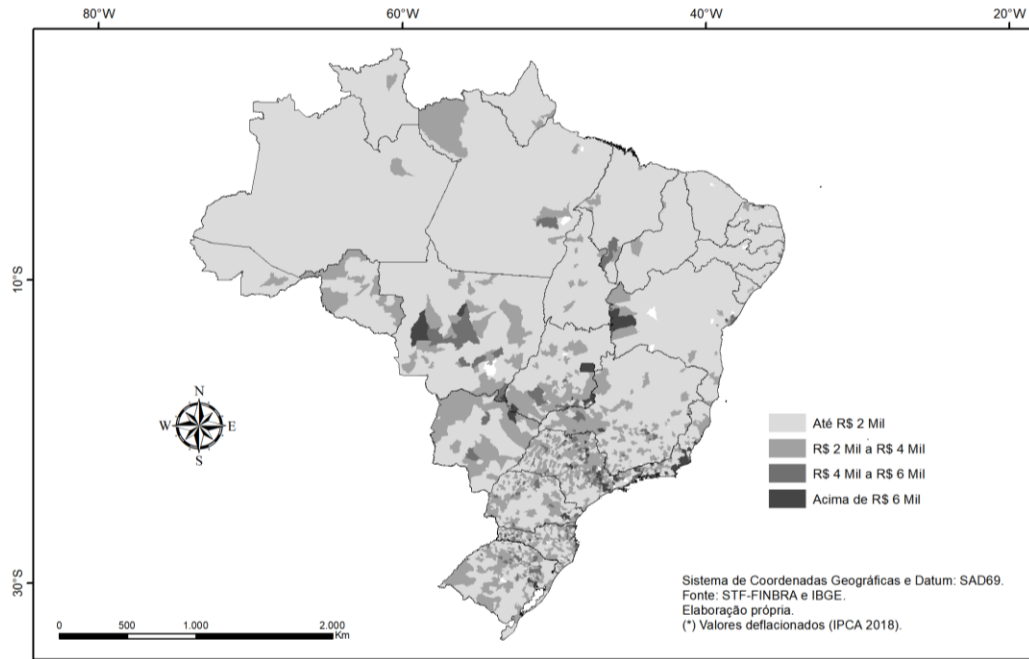 80°W 60°W 40°W 20°W
10°S
30°S
N
W E
S
Até R$ 2 Mil
R$ 2 Mil a R$ 4 Mil
R$ 4 Mil a R$ 6 Mil
Acima de R$ 6 Mil
Sistema de Coordenadas Geográficas e Datum: SAD69.
Fonte: STF-FINBRA e IBGE.
Elaboração própria.
(*) Valores deflacionados (IPCA 2018).
0 500 1.000 2.000
Km